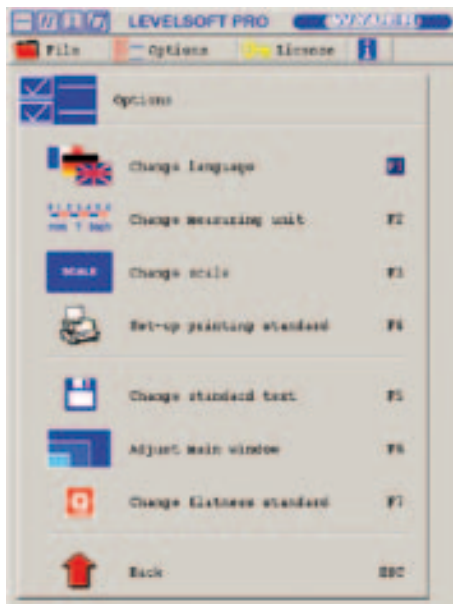 LEVELSOFT PRO WYLER
File Options License i
Options
Change language F1
Change measuring unit F2
SCALE Change scale F3
Set-up printing standard F4
Change standard text F5
Adjust main window F6
Change flatness standard F7
Back ESC